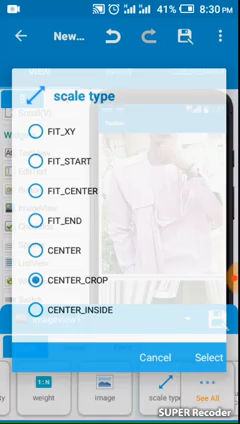 41% 8:30 PM
New...
scale type
FIT_XY
FIT_START
FIT_CENTER
FIT_END
CENTER
CENTER_CROP
CENTER_INSIDE
Cancel Select
weight image scale type See All
SUPER Recorder